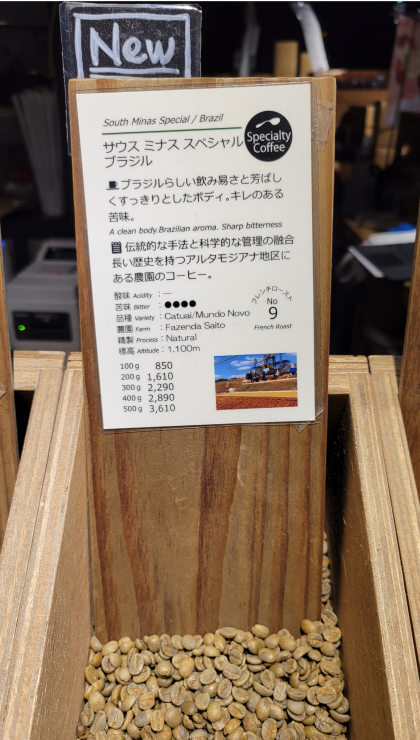 New
South Minas Special / Brazil
サウス ミナス スペシャル
ブラジル
Specialty
Coffee
ブラジルらしい飲み易さと芳ばし
くすっきりとしたボディ。キレのある
苦味。
A clean body.Brazilian aroma. Sharp bitterness
伝統的な手法と科学的な管理の融合
長い歴史を持つアルタモジアナ地区に
ある農園のコーヒー。
酸味 Acidity : —
苦味 Bitter : ●●●●
品種 Variety : Catuai/Mundo Novo
農園 Farm : Fazenda Saito
精製 Process : Natural
標高 Altitude : 1,100m
フレンチロースト
No
9
French Roast
100g 850
200g 1,610
300g 2,290
400g 2,890
500g 3,610